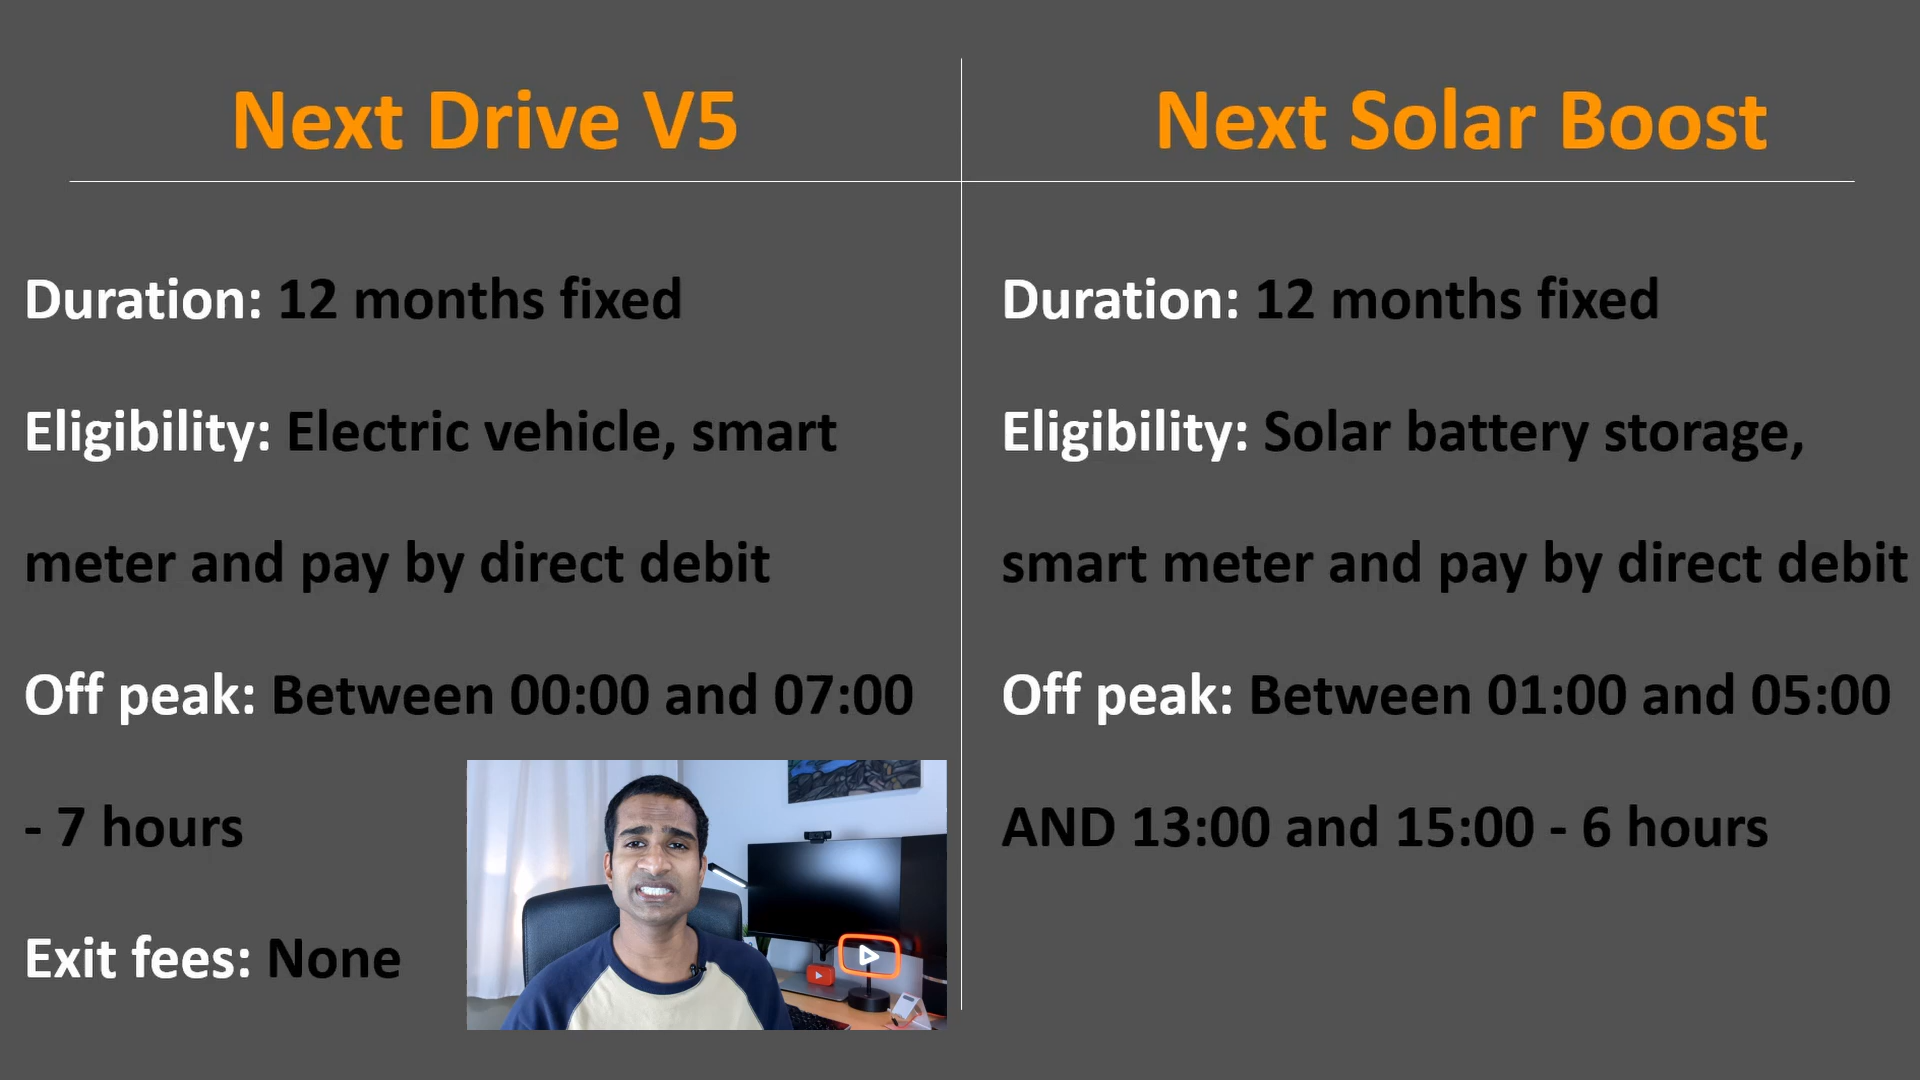 Next Drive V5
Duration: 12 months fixed
Eligibility: Electric vehicle, smart
meter and pay by direct debit
Off peak: Between 00:00 and 07:00
- 7 hours
Exit fees: None
Next Solar Boost
Duration: 12 months fixed
Eligibility: Solar battery storage,
smart meter and pay by direct debit
Off peak: Between 01:00 and 05:00
AND 13:00 and 15:00 - 6 hours